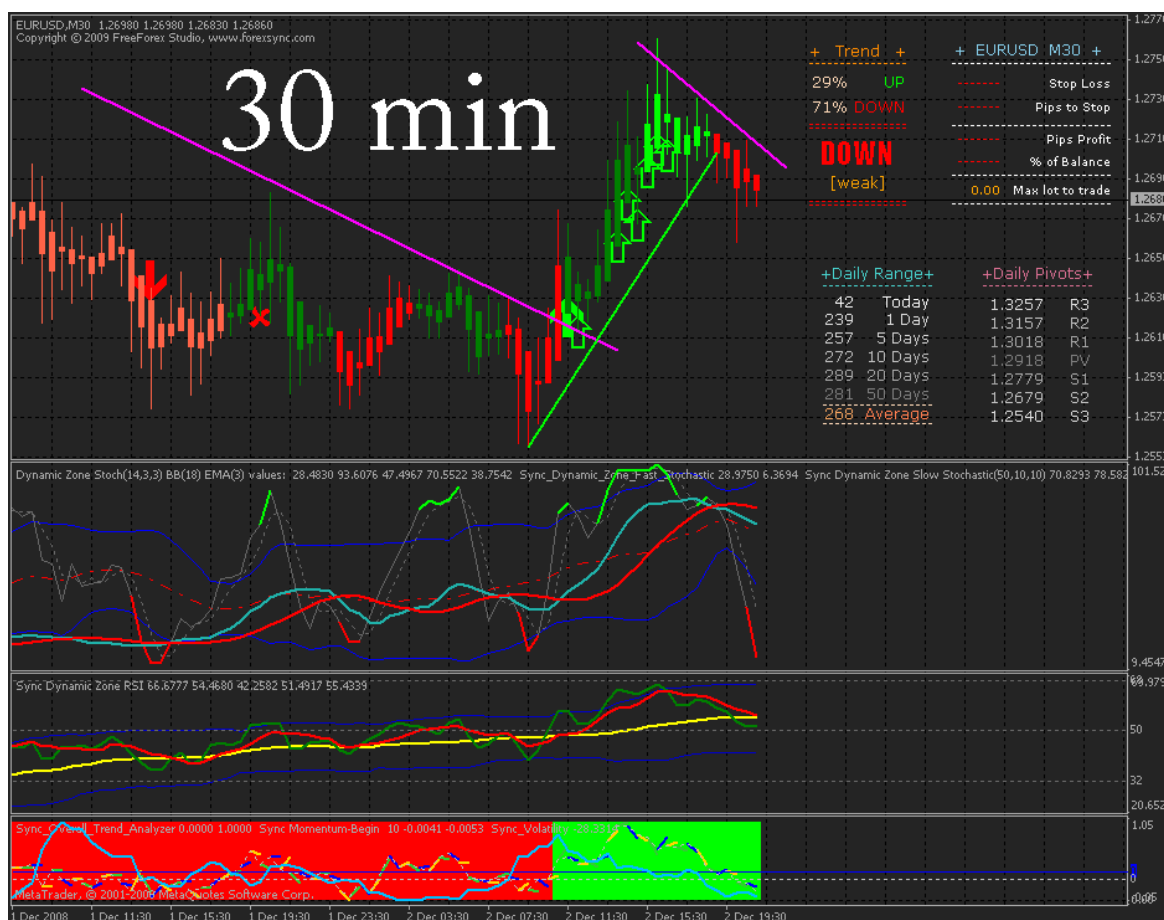 EURUSD,M30 1.26980 1.26980 1.26830 1.26860
Copyright © 2009 FreeForex Studio, www.forexsync.com
30 min
+ Trend +
29% UP
71% DOWN
DOWN
[weak]
+ EURUSD M30 +
Stop Loss
Pips to Stop
Pips Profit
% of Balance
0.00 Max lot to trade
+Daily Range+
42 Today
239 1 Day
257 5 Days
272 10 Days
289 20 Days
281 50 Days
268 Average
+Daily Pivots+
1.3257 R3
1.3157 R2
1.3018 R1
1.2918 PV
1.2779 S1
1.2679 S2
1.2540 S3
1.2770
1.2730
1.2710
1.2690
1.2680
1.2670
1.2650
1.2630
1.2610
Dynamic Zone Stoch(14,3,3) BB(18) EMA(3) values: 28.4830 93.6076 47.4967 70.5522 38.7542 Sync_Dynamic_Zone_Fast_Stochastic 28.9750 6.3694 Sync Dynamic Zone Slow Stochastic(50,10,10) 70.8293 78.582
101.52
9.4547
Sync Dynamic Zone RSI 66.6777 54.4680 42.2582 51.4917 55.4339
50
32
20.652
Sync_Overall_Trend_Analyzer 0.0000 1.0000 Sync Momentum-Begin 10 -0.0041 -0.0053 Sync_Volatility
1.05
0
MetaTrader, © 2001-2008 MetaQuotes Software Corp.
1 Dec 2008 1 Dec 11:30 1 Dec 15:30 1 Dec 19:30 1 Dec 23:30 2 Dec 03:30 2 Dec 07:30 2 Dec 11:30 2 Dec 15:30 2 Dec 19:30